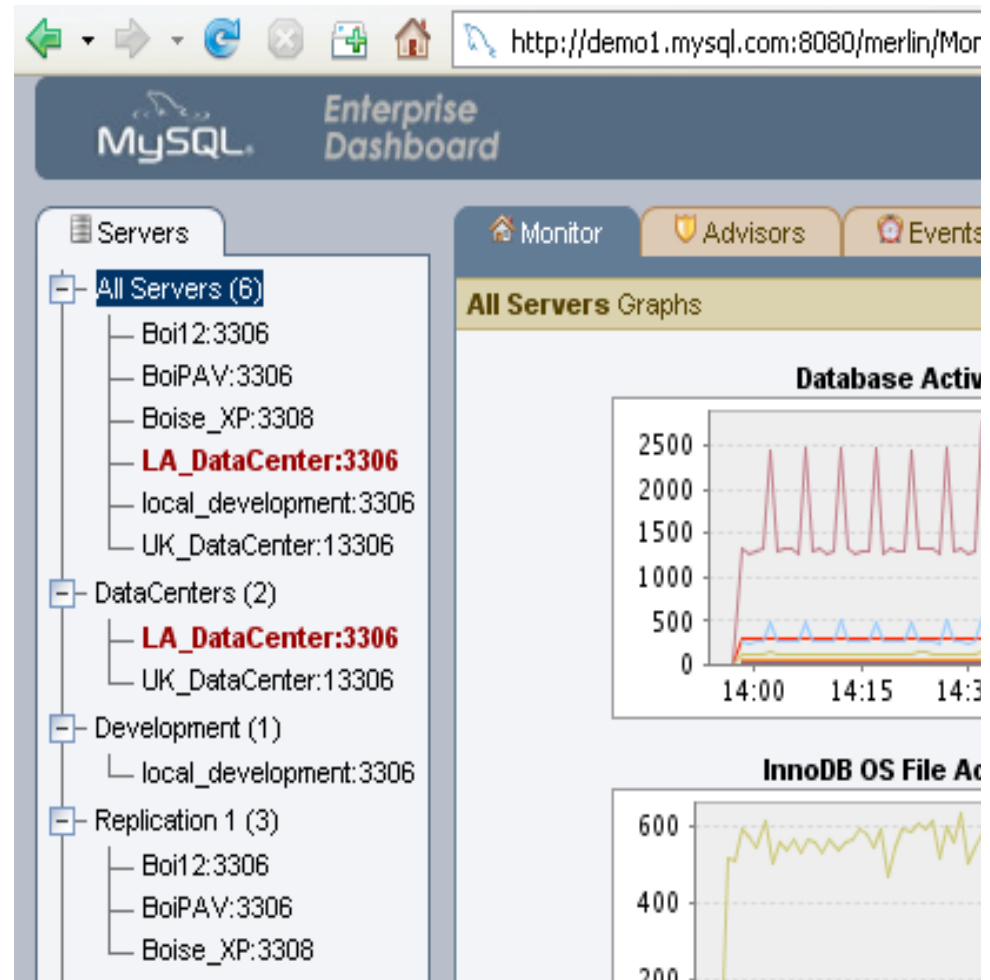 http://demo1.mysql.com:8080/merlin/Mon
MySQL.
Enterprise
Dashboard
Servers
All Servers (6)
Boi12:3306
BoiPAV:3306
Boise_XP:3308
LA_DataCenter:3306
local_development:3306
UK_DataCenter:13306
DataCenters (2)
LA_DataCenter:3306
UK_DataCenter:13306
Development (1)
local_development:3306
Replication 1 (3)
Boi12:3306
BoiPAV:3306
Boise_XP:3308
Monitor
Advisors
Events
All Servers Graphs
Database Activ
2500
2000
1500
1000
500
0
14:00 14:15 14:3
InnoDB OS File Ac
600
400
200